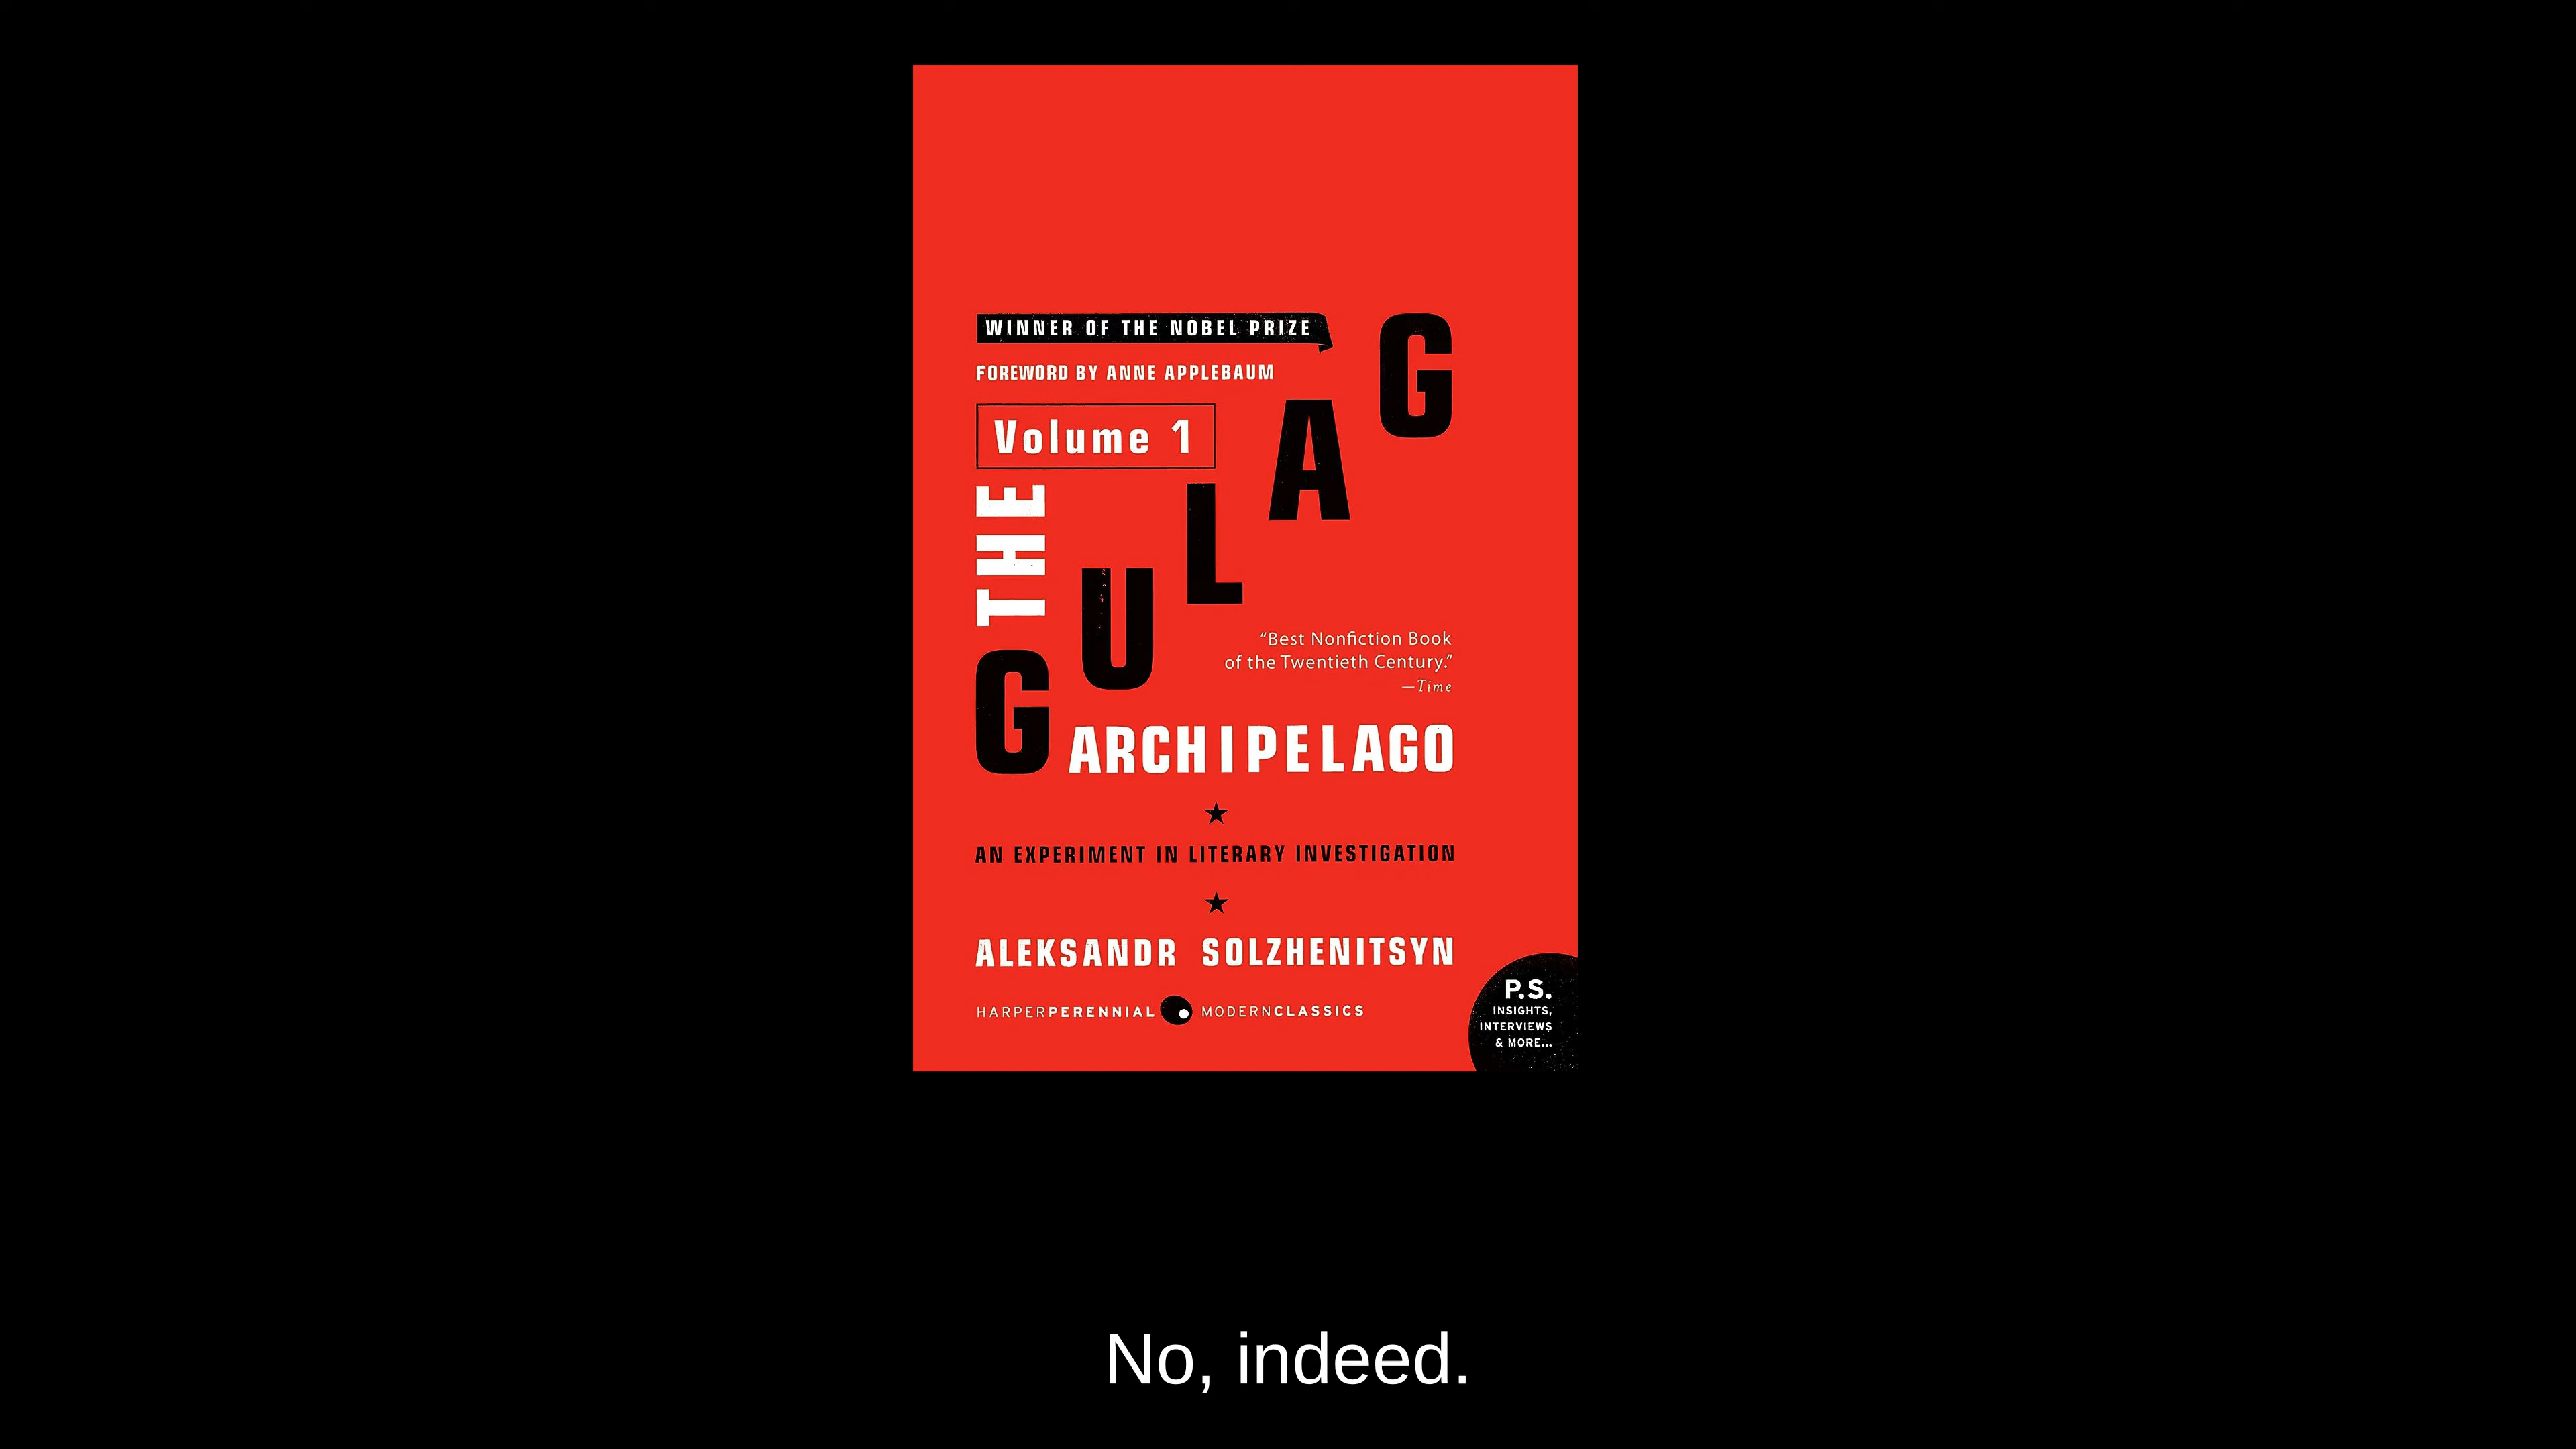 WINNER OF THE NOBEL PRIZE
FOREWORD BY ANNE APPLEBAUM
Volume 1
THE
GULAG
ARCHIPELAGO
"Best Nonfiction Book
of the Twentieth Century."
—Time
AN EXPERIMENT IN LITERARY INVESTIGATION
ALEKSANDR SOLZHENITSYN
HARPERPERENNIAL MODERNCLASSICS
P.S.
INSIGHTS,
INTERVIEWS
& MORE...
No, indeed.